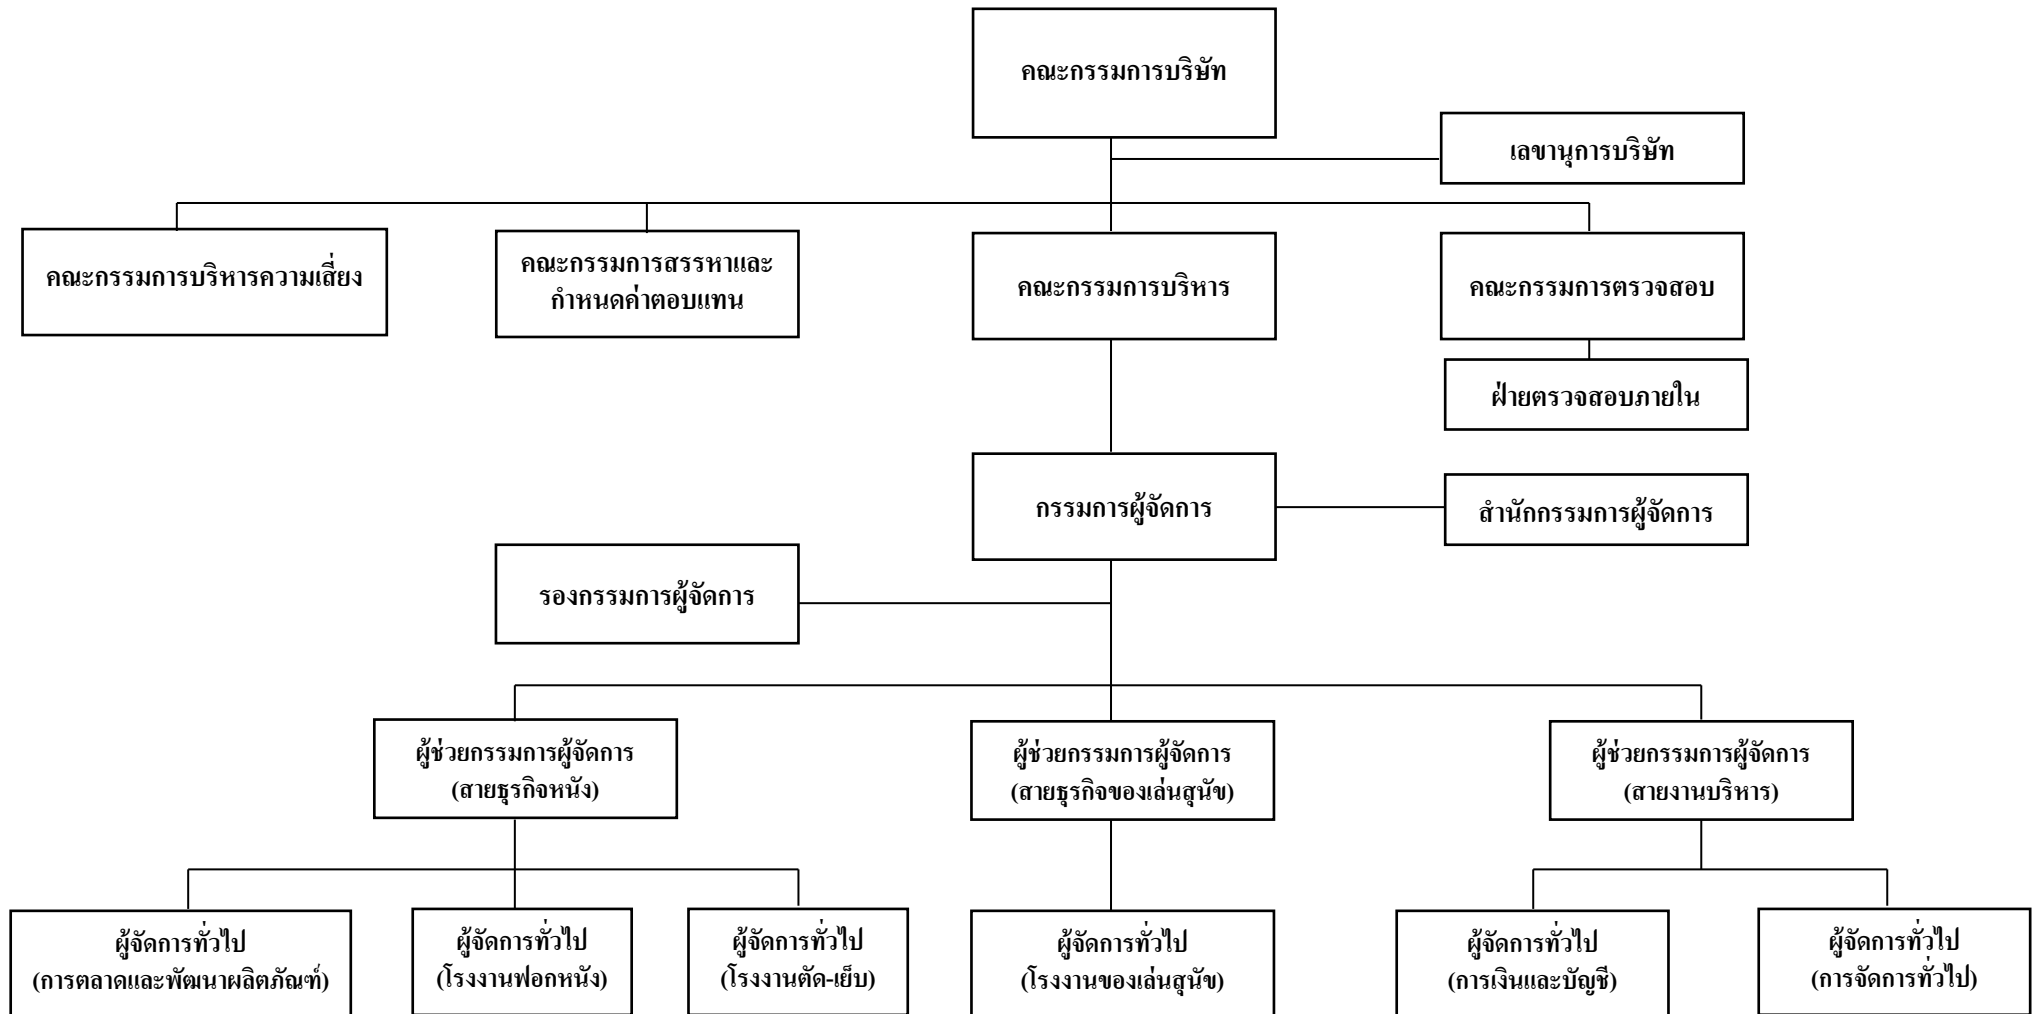 คณะกรรมการบริษัท
เลขานุการบริษัท
คณะกรรมการบริหารความเสี่ยง
คณะกรรมการสรรหาและ
กำหนดค่าตอบแทน
คณะกรรมการบริหาร
คณะกรรมการตรวจสอบ
ฝ่ายตรวจสอบภายใน
กรรมการผู้จัดการ
สำนักกรรมการผู้จัดการ
รองกรรมการผู้จัดการ
ผู้ช่วยกรรมการผู้จัดการ
(สายธุรกิจหนัง)
ผู้ช่วยกรรมการผู้จัดการ
(สายธุรกิจของเล่นสุนัข)
ผู้ช่วยกรรมการผู้จัดการ
(สายงานบริหาร)
ผู้จัดการทั่วไป
(การตลาดและพัฒนาผลิตภัณฑ์)
ผู้จัดการทั่วไป
(โรงงานฟอกหนัง)
ผู้จัดการทั่วไป
(โรงงานตัด-เย็บ)
ผู้จัดการทั่วไป
(โรงงานของเล่นสุนัข)
ผู้จัดการทั่วไป
(การเงินและบัญชี)
ผู้จัดการทั่วไป
(การจัดการทั่วไป)